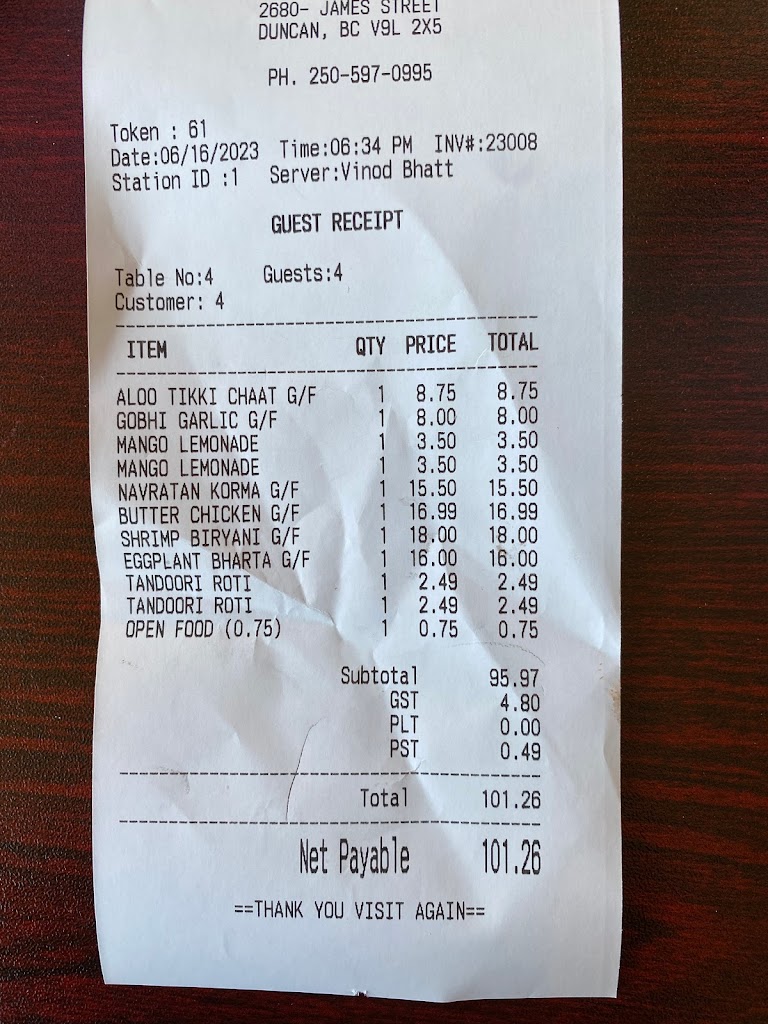 2680- JAMES STREET
DUNCAN, BC V9L 2X5
PH. 250-597-0995
Token : 61
Date:06/16/2023 Time:06:34 PM INV#:23008
Station ID :1 Server:Vinod Bhatt
GUEST RECEIPT
Table No:4 Guests:4
Customer: 4
ITEM QTY PRICE TOTAL
ALOO TIKKI CHAAT G/F 1 8.75 8.75
GOBHI GARLIC G/F 1 8.00 8.00
MANGO LEMONADE 1 3.50 3.50
MANGO LEMONADE 1 3.50 3.50
NAVRATAN KORMA G/F 1 15.50 15.50
BUTTER CHICKEN G/F 1 16.99 16.99
SHRIMP BIRYANI G/F 1 18.00 18.00
EGGPLANT BHARTA G/F 1 16.00 16.00
TANDOORI ROTI 1 2.49 2.49
TANDOORI ROTI 1 2.49 2.49
OPEN FOOD (0.75) 1 0.75 0.75
Subtotal 95.97
GST 4.80
PLT 0.00
PST 0.49
Total 101.26
Net Payable 101.26
==THANK YOU VISIT AGAIN==